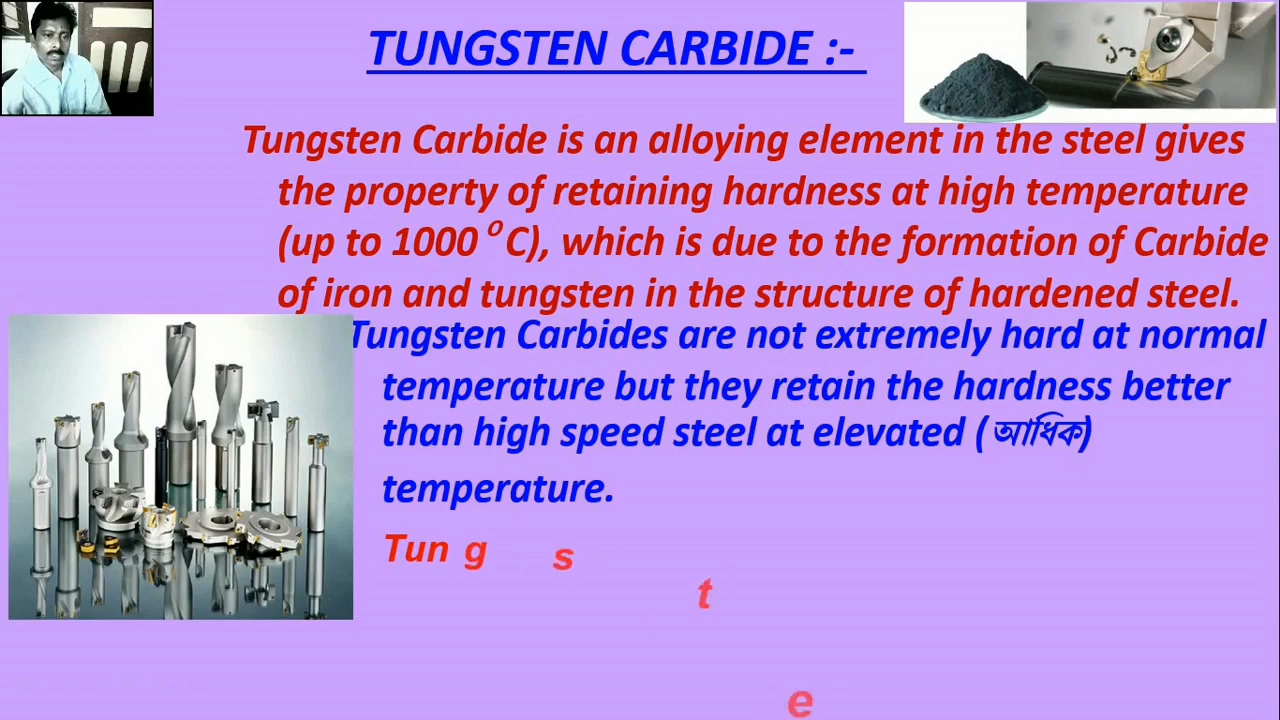 TUNGSTEN CARBIDE :-
Tungsten Carbide is an alloying element in the steel gives
the property of retaining hardness at high temperature
(up to 1000 ⁰ C), which is due to the formation of Carbide
of iron and tungsten in the structure of hardened steel.
Tungsten Carbides are not extremely hard at normal
temperature but they retain the hardness better
than high speed steel at elevated (আধিক)
temperature.
Tun g s t e